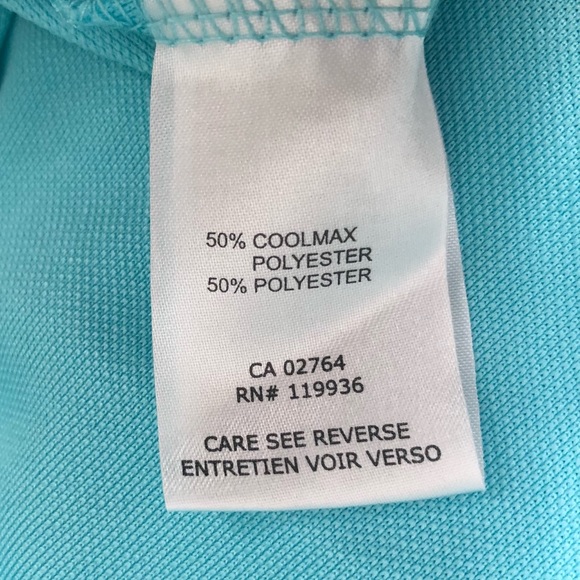 50% COOLMAX
POLYESTER
50% POLYESTER
CA 02764
RN# 119936
CARE SEE REVERSE
ENTRETIEN VOIR VERSO